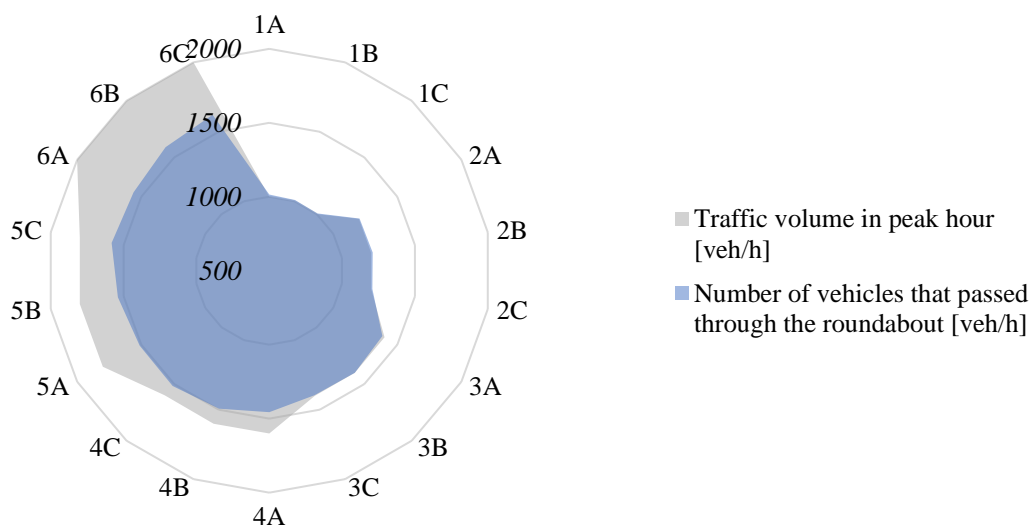 1A
1B
1C
2A
2B
2C
3A
3B
3C
4A
4B
4C
5A
5B
5C
6A
6B
6C
2000
1500
1000
500
Traffic volume in peak hour
[veh/h]
Number of vehicles that passed
through the roundabout [veh/h]